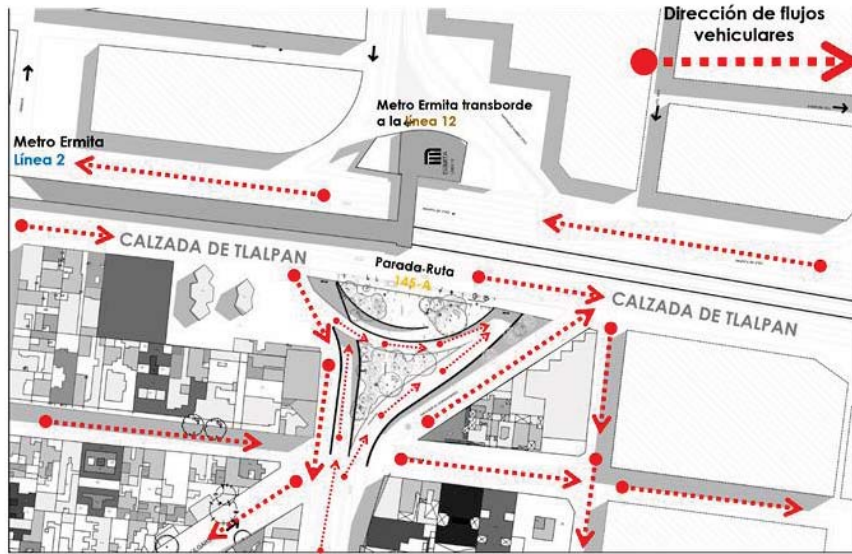 Dirección de flujos
vehiculares
Metro Ermita transborde
a la línea 12
Metro Ermita
Línea 2
CALZADA DE TLALPAN
Parada-Ruta
145-A
CALZADA DE TLALPAN